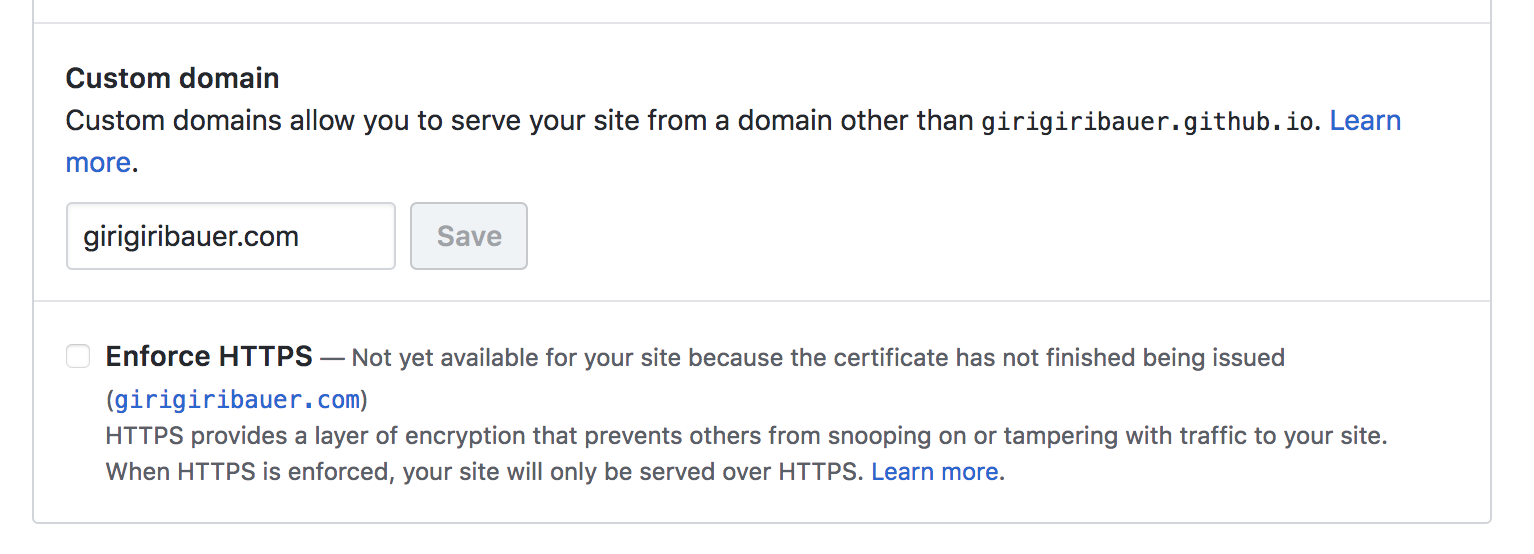 Custom domain
Custom domains allow you to serve your site from a domain other than girigiribauer.github.io. Learn
more.
girigiribauer.com Save
Enforce HTTPS — Not yet available for your site because the certificate has not finished being issued
(girigiribauer.com)
HTTPS provides a layer of encryption that prevents others from snooping on or tampering with traffic to your site.
When HTTPS is enforced, your site will only be served over HTTPS. Learn more.